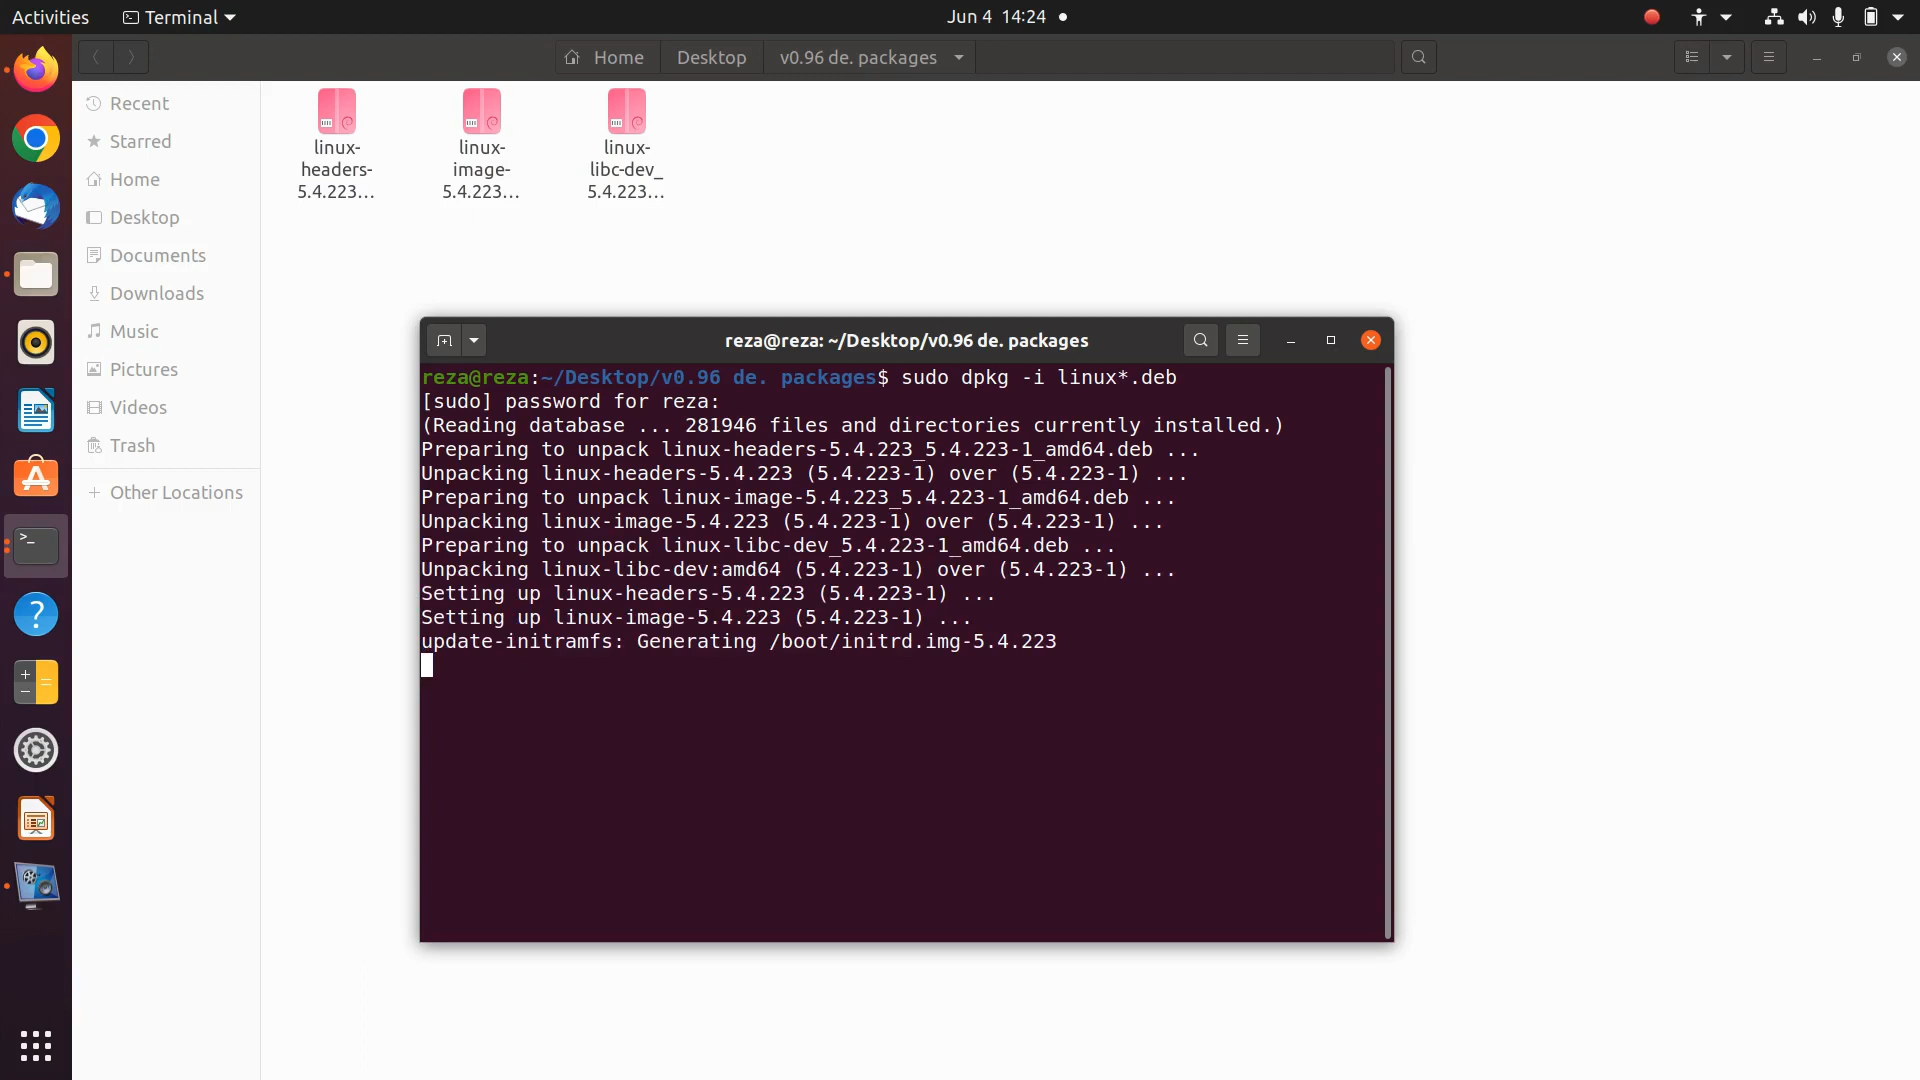 Activities
Terminal
Jun 4 14:24
Home
Desktop
v0.96 de. packages
Recent
Starred
Home
Desktop
Documents
Downloads
Music
Pictures
Videos
Trash
Other Locations
linux-
headers-
5.4.223…
linux-
image-
5.4.223…
linux-
libc-dev_
5.4.223…
reza@reza: ~/Desktop/v0.96 de. packages
reza@reza:~/Desktop/v0.96 de. packages$ sudo dpkg -i linux*.deb
[sudo] password for reza:
(Reading database ... 281946 files and directories currently installed.)
Preparing to unpack linux-headers-5.4.223_5.4.223-1_amd64.deb ...
Unpacking linux-headers-5.4.223 (5.4.223-1) over (5.4.223-1) ...
Preparing to unpack linux-image-5.4.223_5.4.223-1_amd64.deb ...
Unpacking linux-image-5.4.223 (5.4.223-1) over (5.4.223-1) ...
Preparing to unpack linux-libc-dev_5.4.223-1_amd64.deb ...
Unpacking linux-libc-dev:amd64 (5.4.223-1) over (5.4.223-1) ...
Setting up linux-headers-5.4.223 (5.4.223-1) ...
Setting up linux-image-5.4.223 (5.4.223-1) ...
update-initramfs: Generating /boot/initrd.img-5.4.223